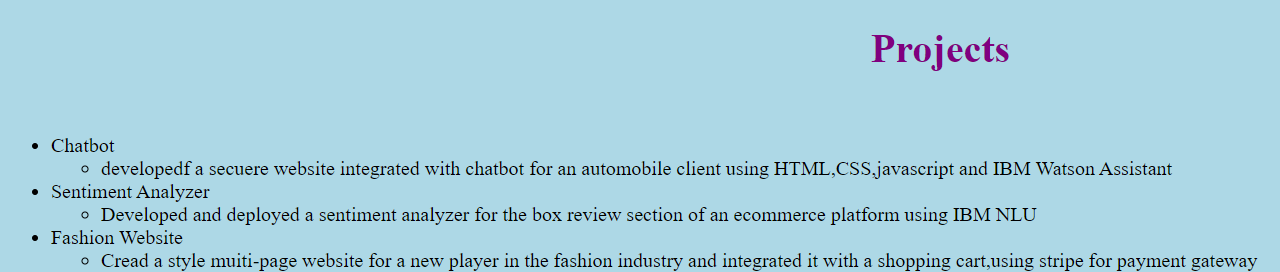 Projects
Chatbot
developedf a secuere website integrated with chatbot for an automobile client using HTML,CSS,javascript and IBM Watson Assistant
Sentiment Analyzer
Developed and deployed a sentiment analyzer for the box review section of an ecommerce platform using IBM NLU
Fashion Website
Cread a style muiti-page website for a new player in the fashion industry and integrated it with a shopping cart,using stripe for payment gateway